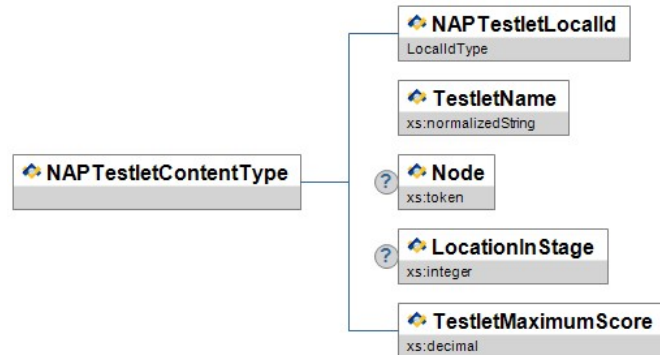 NAPTestletLocalId
LocalIdType
TestletName
xs:normalizedString
NAPTestletContentType
?
Node
xs:token
?
LocationInStage
xs:integer
TestletMaximumScore
xs:decimal